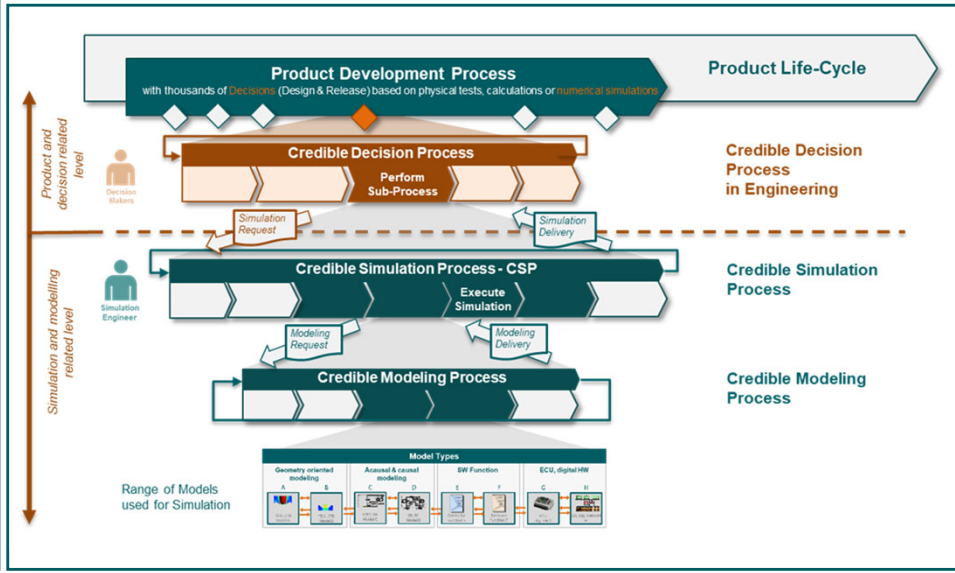 Product Development Process
with thousands of Decisions (Design & Release) based on physical tests, calculations or numerical simulations
Product Life-Cycle
Product and
decision related
level
Decision
Makers
Credible Decision Process
Perform
Sub-Process
Credible Decision
Process
in Engineering
Simulation
Request
Simulation
Delivery
Simulation and modelling
related level
Simulation
Engineer
Credible Simulation Process - CSP
Execute
Simulation
Credible Simulation
Process
Modeling
Request
Modeling
Delivery
Credible Modeling Process
Credible Modeling
Process
Range of Models
used for Simulation
Model Types
Geometry oriented
modeling
Acausal & causal
modeling
SW Function
ECU, digital HW
A B C D E F G H